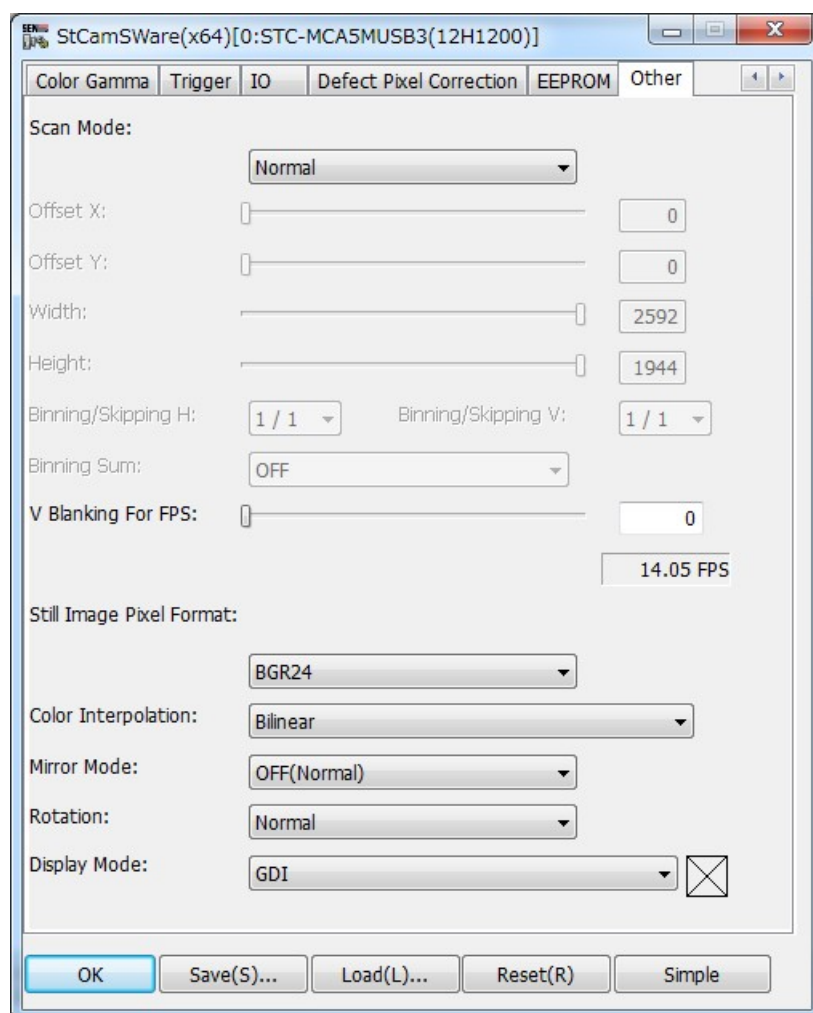 StCamSWare(x64)[0:STC-MCA5MUSB3(12H1200)]
Color Gamma Trigger IO Defect Pixel Correction EEPROM Other
Scan Mode:
Normal
Offset X: 0
Offset Y: 0
Width: 2592
Height: 1944
Binning/Skipping H: 1 / 1 Binning/Skipping V: 1 / 1
Binning Sum: OFF
V Blanking For FPS: 0
14.05 FPS
Still Image Pixel Format:
BGR24
Color Interpolation: Bilinear
Mirror Mode: OFF(Normal)
Rotation: Normal
Display Mode: GDI
OK Save(S)... Load(L)... Reset(R) Simple